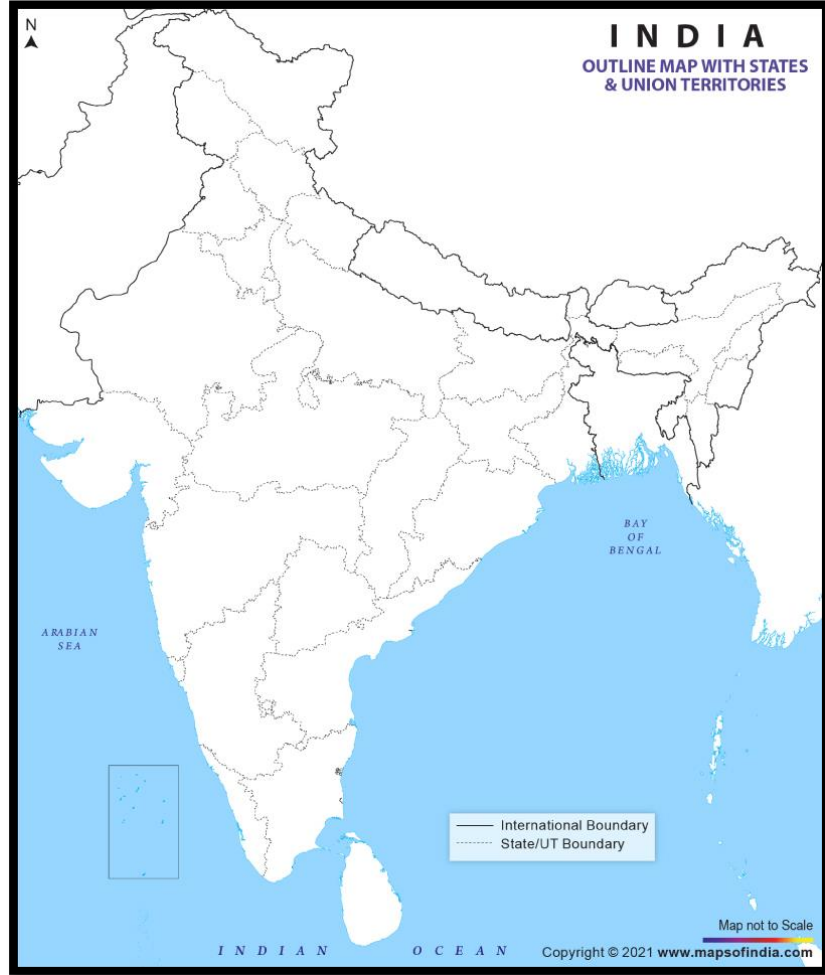 N
I N D I A
OUTLINE MAP WITH STATES
& UNION TERRITORIES
BAY
OF
BENGAL
ARABIAN
SEA
International Boundary
State/UT Boundary
Map not to Scale
INDIAN OCEAN
Copyright © 2021 www.mapsofindia.com